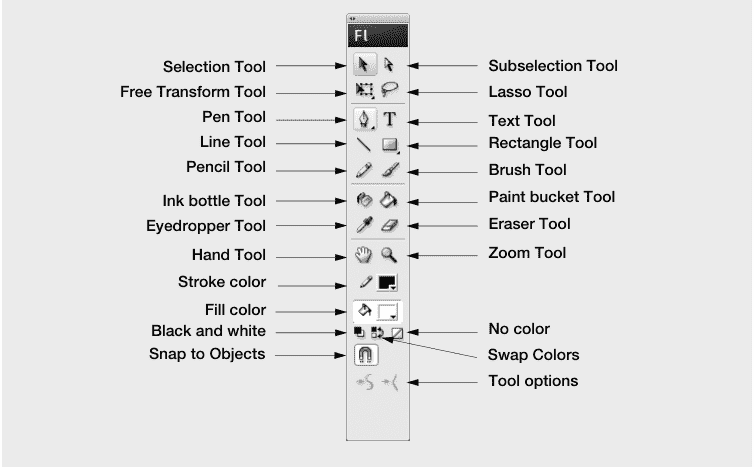 Fl
Selection Tool
Subselection Tool
Free Transform Tool
Lasso Tool
Pen Tool
T
Text Tool
Line Tool
Rectangle Tool
Pencil Tool
Brush Tool
Ink bottle Tool
Paint bucket Tool
Eyedropper Tool
Eraser Tool
Hand Tool
Zoom Tool
Stroke color
Fill color
Black and white
No color
Snap to Objects
Swap Colors
Tool options